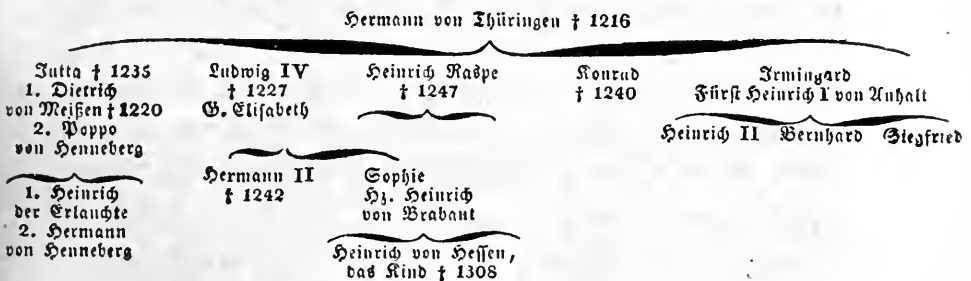 Hermann von Thüringen † 1216
Jutta † 1235
1. Dietrich
von Meißen † 1220
2. Poppo
von Henneberg
1. Heinrich
der Erlauchte
2. Hermann
von Henneberg
Ludwig IV
† 1227
G. Elisabeth
Hermann II
† 1242
Sophie
Hz. Heinrich
von Brabant
Heinrich von Hessen,
das Kind † 1308
Heinrich Raspe
† 1247
Konrad
† 1240
Irmingard
Fürst Heinrich I von Anhalt
Heinrich II Bernhard Siegfried